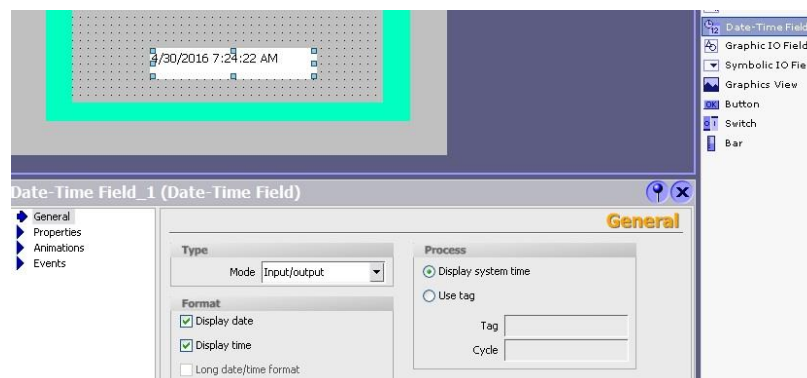 4/30/2016 7:24:22 AM
Date-Time Field
Graphic IO Field
Symbolic IO Fie
Graphics View
OK Button
Switch
Bar
Date-Time Field_1 (Date-Time Field)
General
Properties
Animations
Events
General
Type
Mode Input/output
Format
Display date
Display time
Long date/time format
Process
Display system time
Use tag
Tag
Cycle